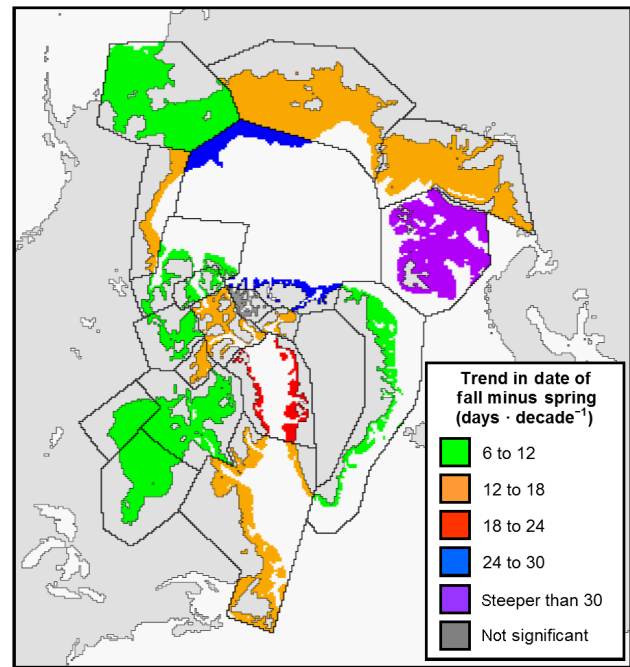 Trend in date of
fall minus spring
(days · decade⁻¹)
6 to 12
12 to 18
18 to 24
24 to 30
Steeper than 30
Not significant